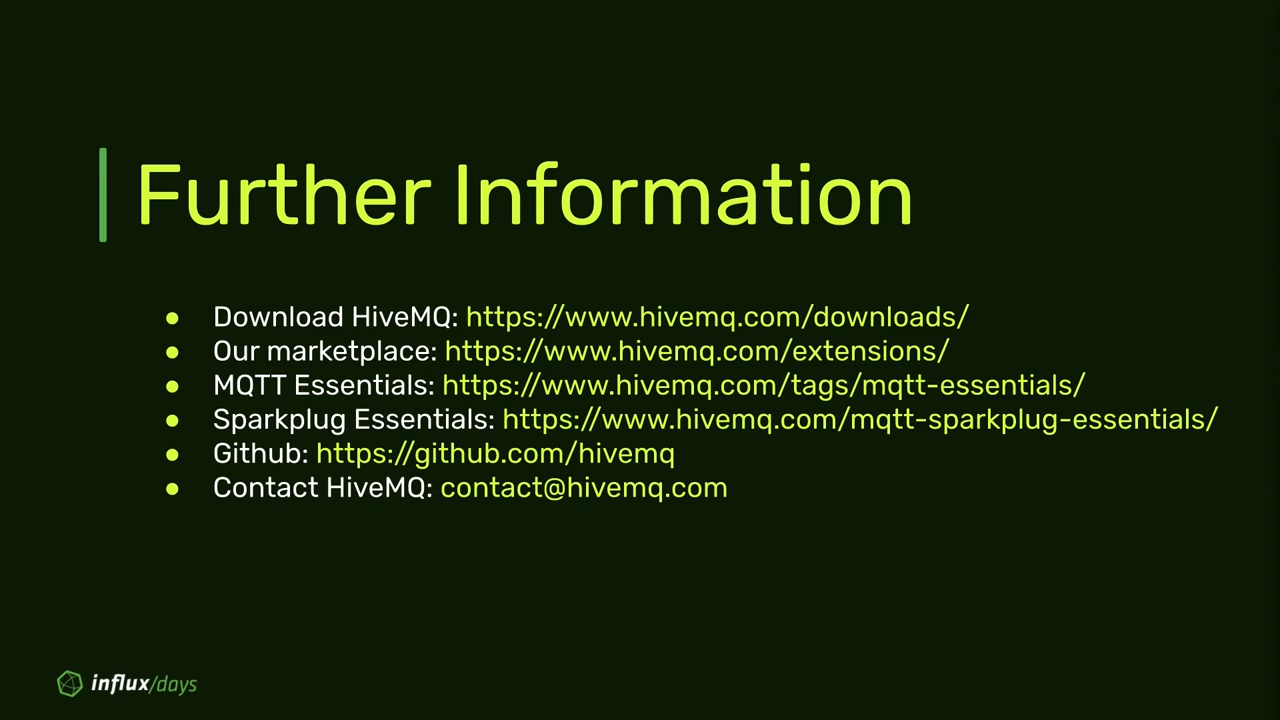 Further Information
● Download HiveMQ: https://www.hivemq.com/downloads/
● Our marketplace: https://www.hivemq.com/extensions/
● MQTT Essentials: https://www.hivemq.com/tags/mqtt-essentials/
● Sparkplug Essentials: https://www.hivemq.com/mqtt-sparkplug-essentials/
● Github: https://github.com/hivemq
● Contact HiveMQ: contact@hivemq.com
influx/days